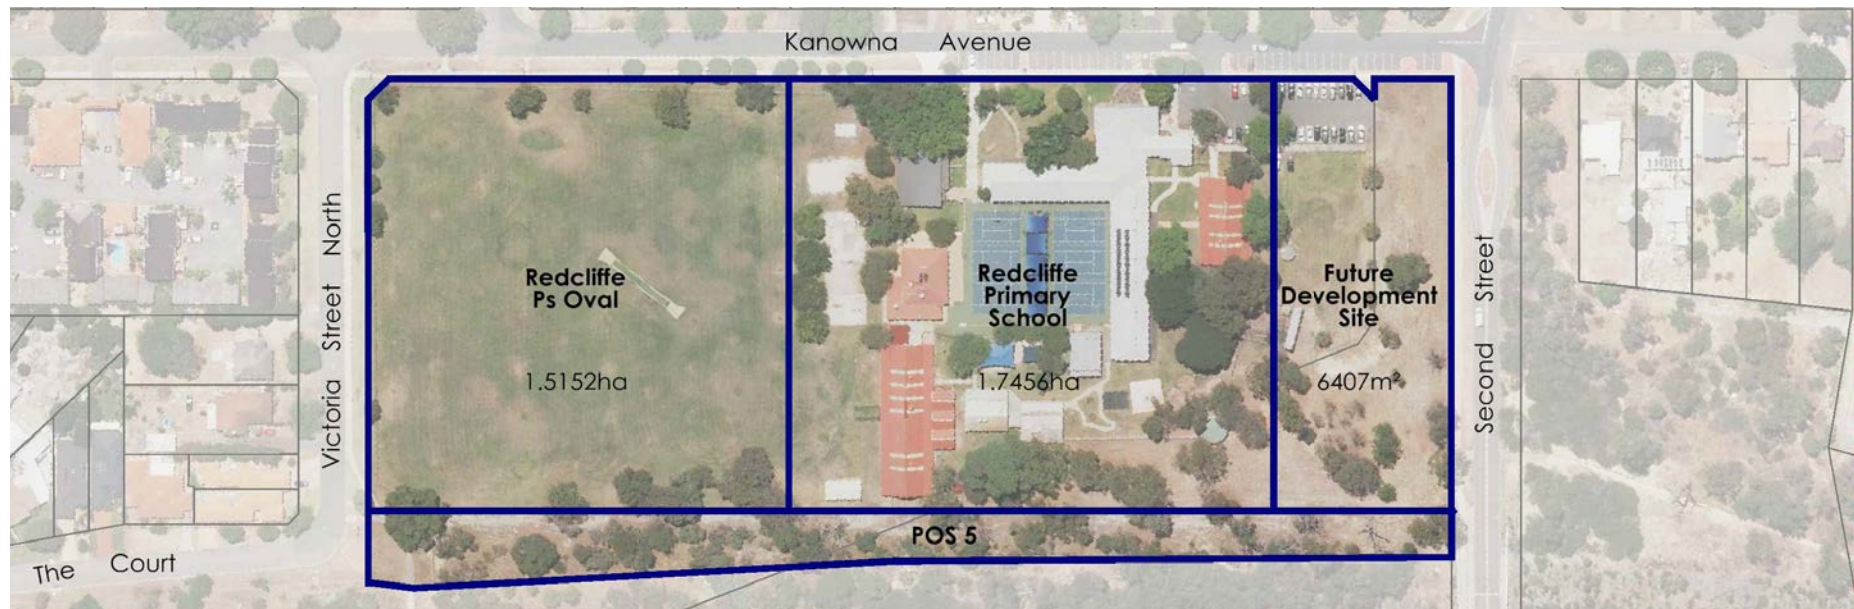 Kanowna Avenue
Victoria Street North
Redcliffe
Ps Oval
1.5152ha
Redcliffe
Primary
School
1.7456ha
Future
Development
Site
6407m²
Second Street
POS 5
The Court